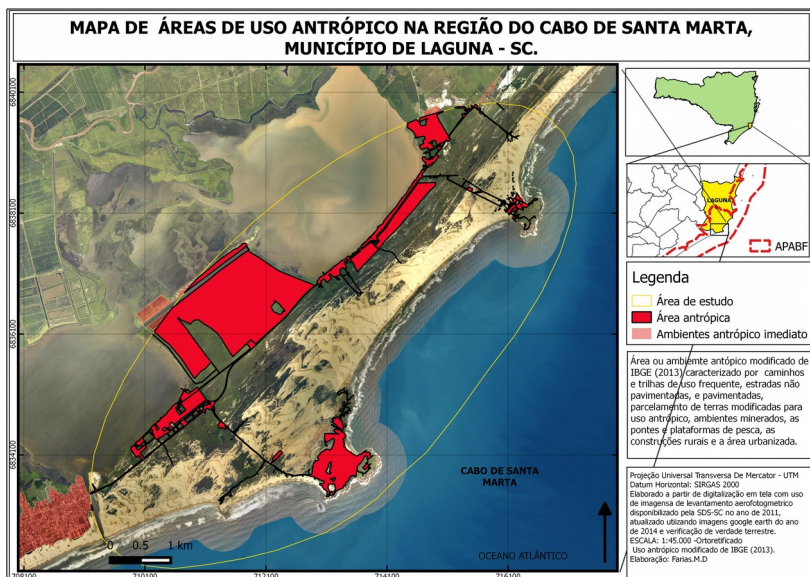 MAPA DE ÁREAS DE USO ANTRÓPICO NA REGIÃO DO CABO DE SANTA MARTA,
MUNICÍPIO DE LAGUNA - SC.
6840100
6838100
6836100
6834100
708100
710100
712100
714100
716100
0
0.5
1 km
CABO DE SANTA
MARTA
OCEANO ATLÂNTICO
LAGUNA
APABF
Legenda
Área de estudo
Área antrópica
Ambientes antrópico imediato
Área ou ambiemte antópico modificado de
IBGE (2013) caracterizado por caminhos
e trilhas de uso frequente, estradas não
pavimentadas, e pavimentadas,
parcelamento de terras modificadas para
uso antrópico, ambientes minerados, as
pontes e plataformas de pesca, as
construções rurais e a área urbanizada.
Projeção Universal Transversa De Mercator - UTM
Datum Horizontal: SIRGAS 2000
Elaborado a partir de digitalização em tela com uso
de imagensa de levantamento aerofotogmetrico
disponibilizado pela SDS-SC no ano de 2011,
atualizado utiizando imagens google earth do ano
de 2014 e verificação de verdade terrestre.
ESCALA: 1:45.000 -Ortoretificado
Uso antrópico modificado de IBGE (2013).
Elaboração: Farias.M.D